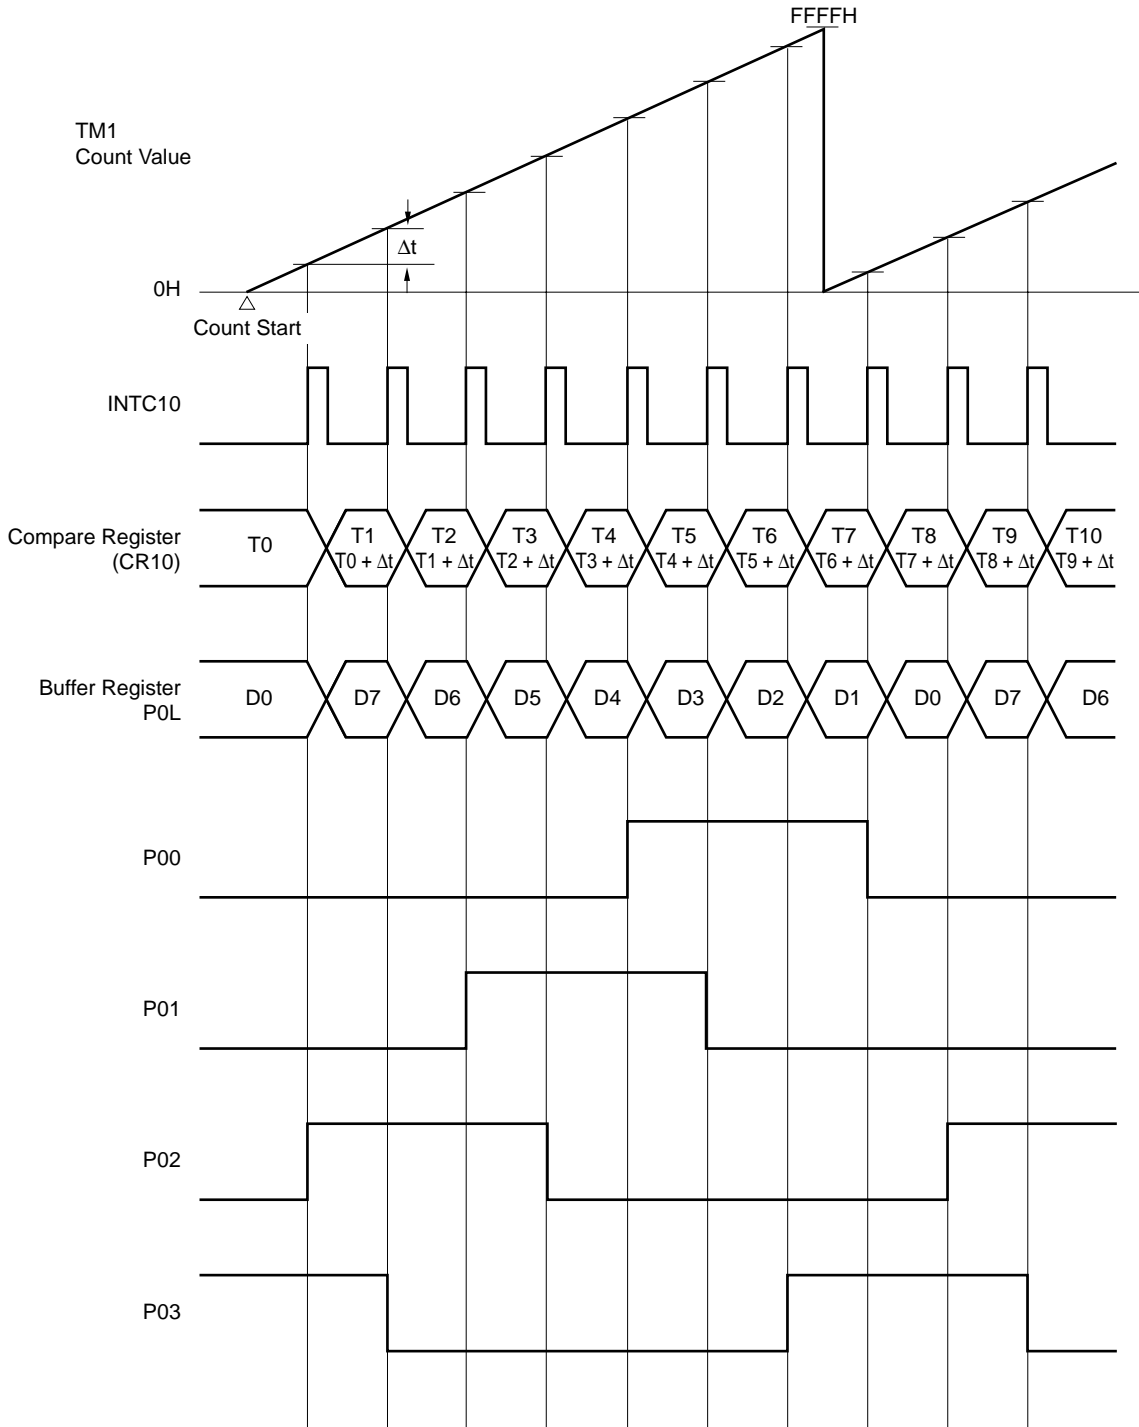 FFFFH
TM1
Count Value
Δt
0H
Count Start
INTC10
Compare Register
(CR10)
T0
T1
T0 + Δt
T2
T1 + Δt
T3
T2 + Δt
T4
T3 + Δt
T5
T4 + Δt
T6
T5 + Δt
T7
T6 + Δt
T8
T7 + Δt
T9
T8 + Δt
T10
T9 + Δt
Buffer Register
P0L
D0 D7 D6 D5 D4 D3 D2 D1 D0 D7 D6
P00
P01
P02
P03